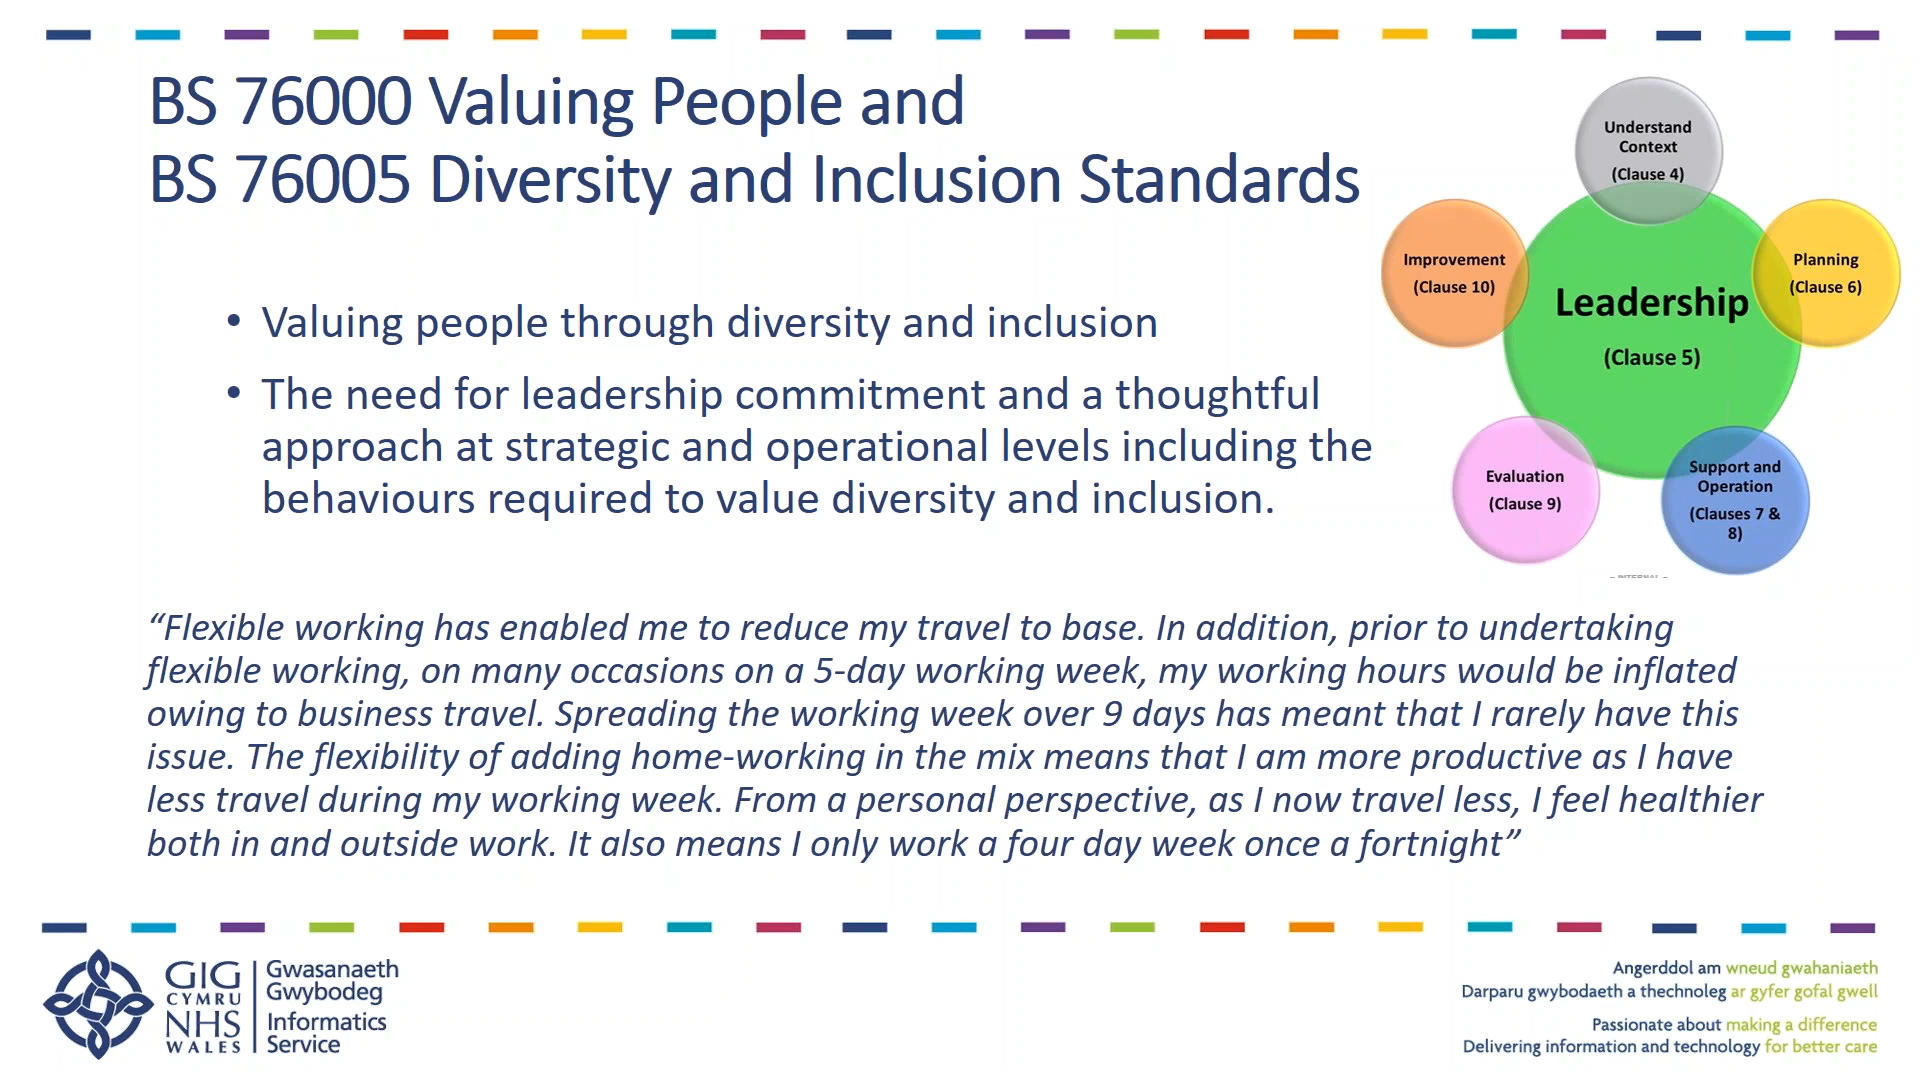 BS 76000 Valuing People and
BS 76005 Diversity and Inclusion Standards
• Valuing people through diversity and inclusion
• The need for leadership commitment and a thoughtful
approach at strategic and operational levels including the
behaviours required to value diversity and inclusion.
Understand
Context
(Clause 4)
Improvement
(Clause 10)
Planning
(Clause 6)
Leadership
(Clause 5)
Evaluation
(Clause 9)
Support and
Operation
(Clauses 7 &
8)
“Flexible working has enabled me to reduce my travel to base. In addition, prior to undertaking
flexible working, on many occasions on a 5-day working week, my working hours would be inflated
owing to business travel. Spreading the working week over 9 days has meant that I rarely have this
issue. The flexibility of adding home-working in the mix means that I am more productive as I have
less travel during my working week. From a personal perspective, as I now travel less, I feel healthier
both in and outside work. It also means I only work a four day week once a fortnight”
GIG
CYMRU
NHS
WALES
Gwasanaeth
Gwybodeg
Informatics
Service
Angerddol am wneud gwahaniaeth
Darparu gwybodaeth a thechnoleg ar gyfer gofal gwell
Passionate about making a difference
Delivering information and technology for better care